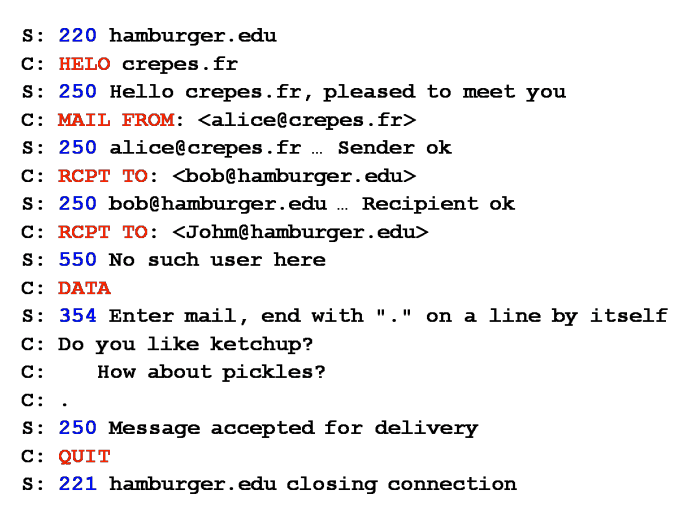 S: 220 hamburger.edu
C: HELO crepes.fr
S: 250 Hello crepes.fr, pleased to meet you
C: MAIL FROM: <alice@crepes.fr>
S: 250 alice@crepes.fr … Sender ok
C: RCPT TO: <bob@hamburger.edu>
S: 250 bob@hamburger.edu … Recipient ok
C: RCPT TO: <Johm@hamburger.edu>
S: 550 No such user here
C: DATA
S: 354 Enter mail, end with "." on a line by itself
C: Do you like ketchup?
C: How about pickles?
C: .
S: 250 Message accepted for delivery
C: QUIT
S: 221 hamburger.edu closing connection